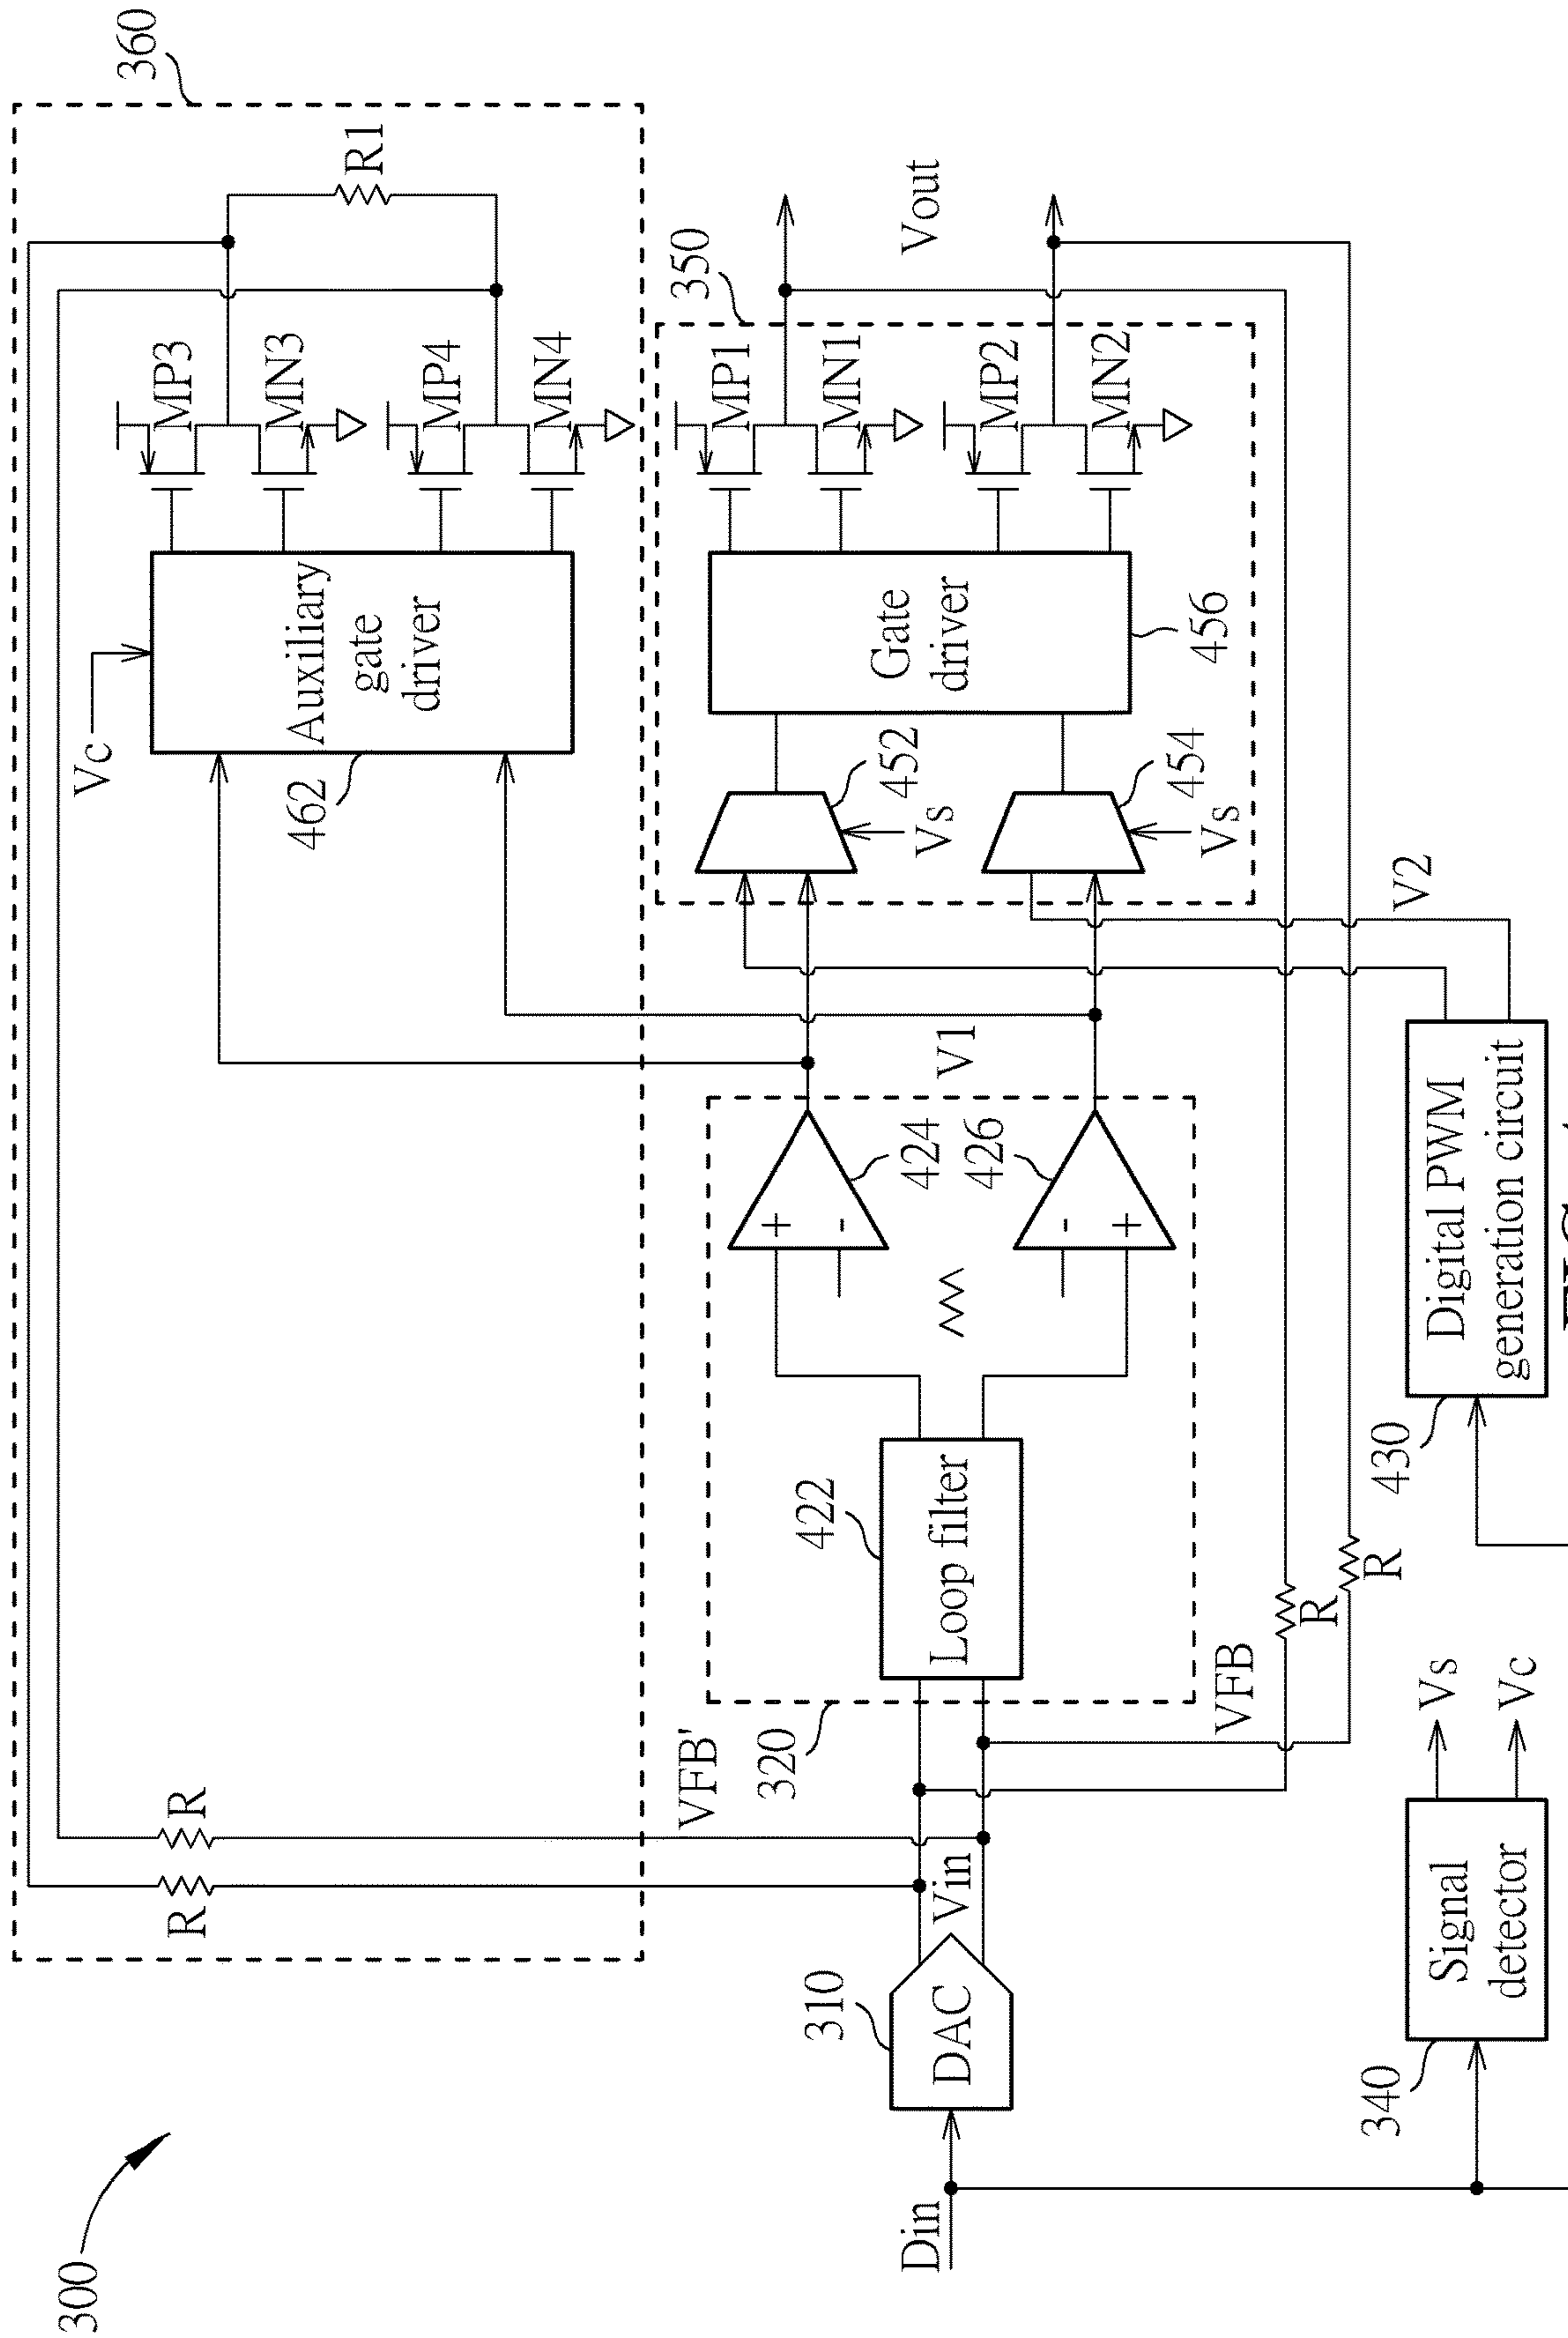 300
360
R1
MP3
MN3
MP4
MN4
Vc
Auxiliary
gate
driver
462
R
R
VFB'
350
MP1
MN1
MP2
MN2
Vout
Gate
driver
456
452
Vs
454
Vs
V1
424
426
+
-
-
+
Loop filter
422
320
VFB
R
R
Vin
310
DAC
Din
V2
Digital PWM
generation circuit
430
Vs
Vc
Signal
detector
340